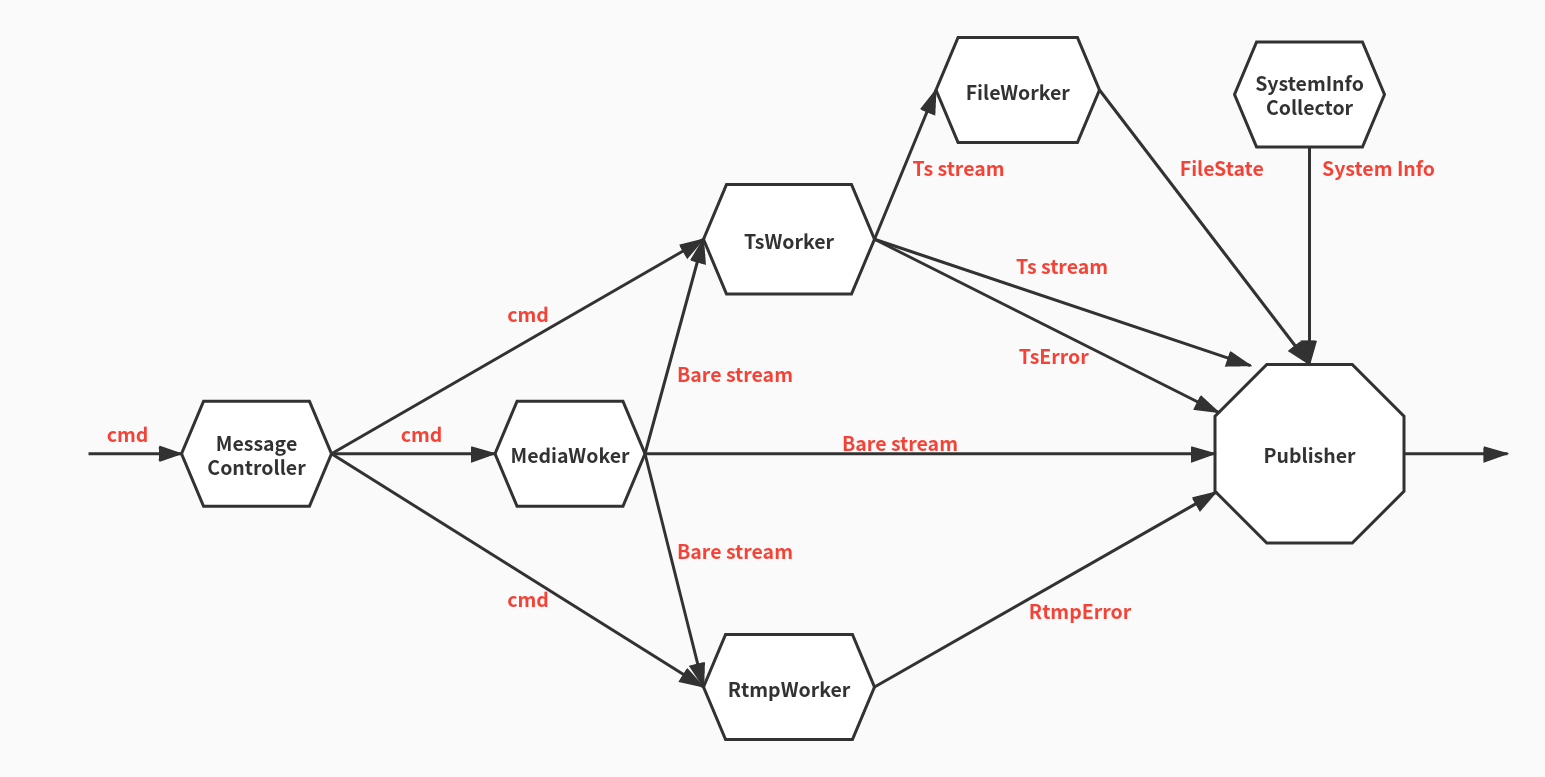 FileWorker
SystemInfo
Collector
Ts stream
FileState
System Info
TsWorker
Ts stream
cmd
TsError
Bare stream
cmd
Message
Controller
cmd
MediaWoker
Bare stream
Publisher
Bare stream
cmd
RtmpError
RtmpWorker